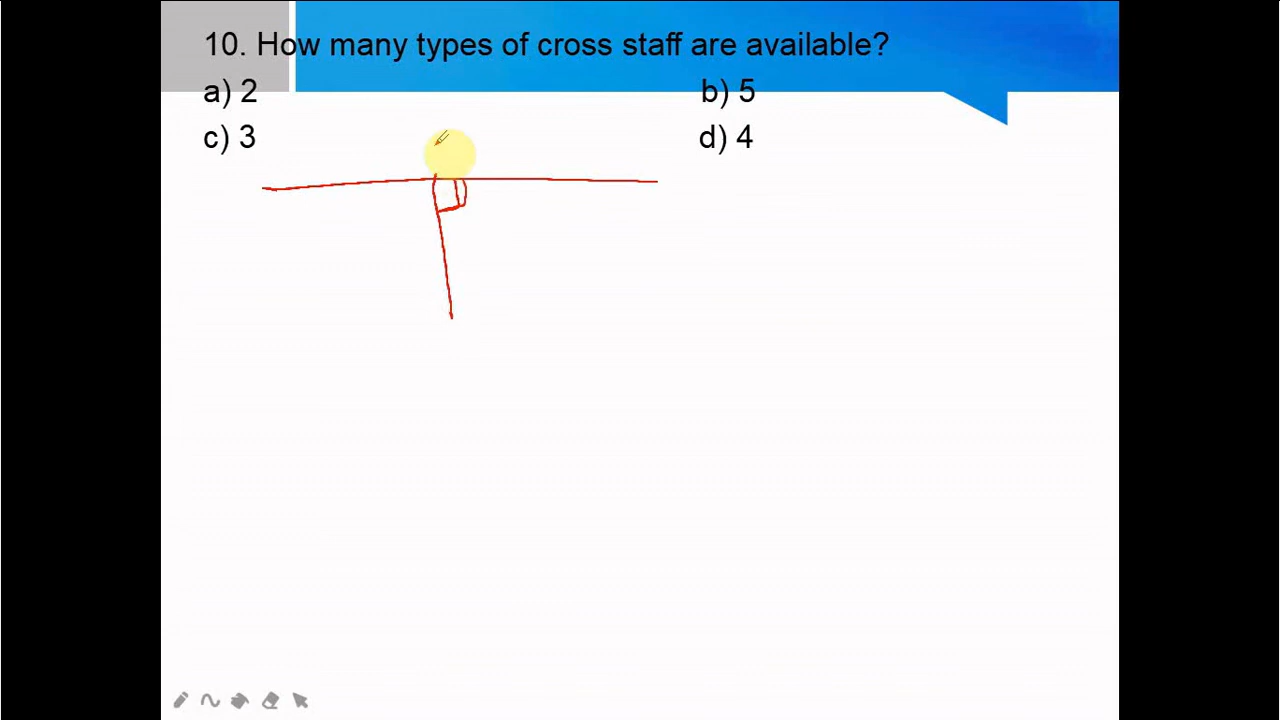 10. How many types of cross staff are available?
a) 2 b) 5
c) 3 d) 4